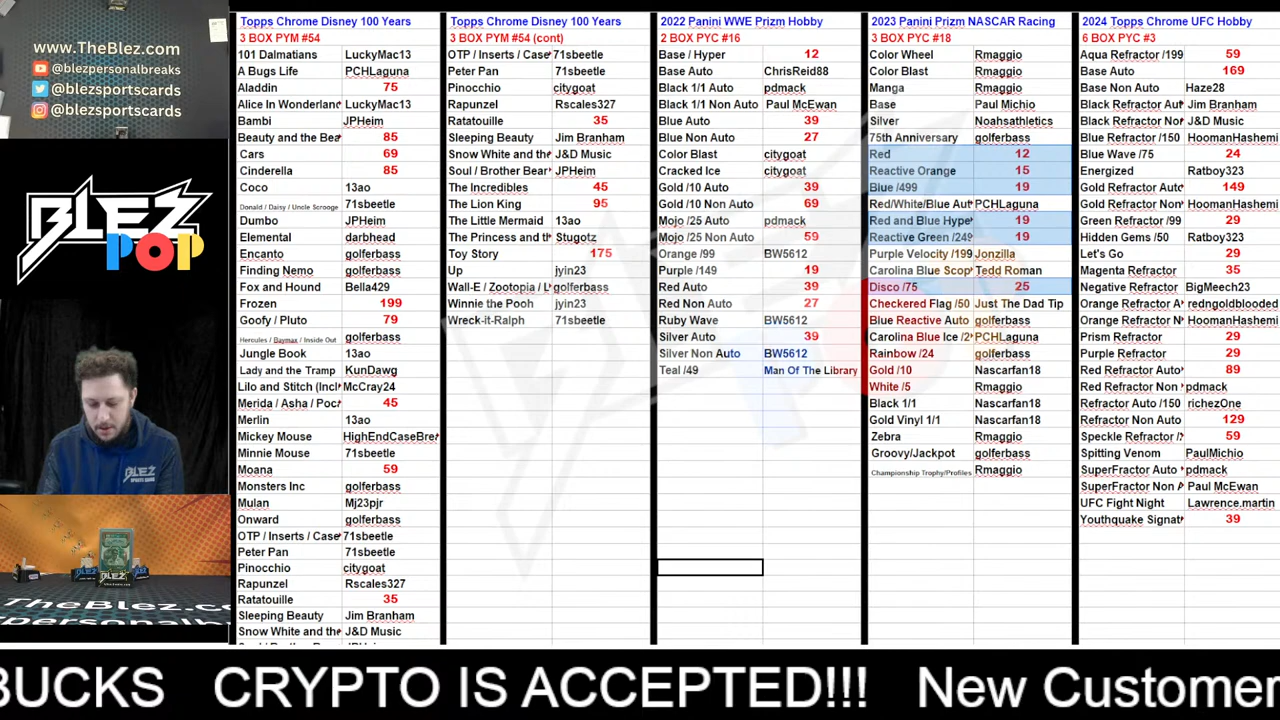 www.TheBlez.com
@blezpersonalbreaks
@blezsportscards
@blezsportscards
BLEZ
POP
BLEZ
TheBlez.co
Topps Chrome Disney 100 Years
3 BOX PYM #54
101 Dalmatians LuckyMac13
A Bugs Life PCHLaguna
Aladdin 75
Alice In Wonderlan LuckyMac13
Bambi JPHeim
Beauty and the Bea 85
Cars 69
Cinderella 85
Coco 13ao
Donald / Daisy / Uncle Scrooge 71sbeetle
Dumbo JPHeim
Elemental darbhead
Encanto golferbass
Finding Nemo golferbass
Fox and Hound Bella429
Frozen 199
Goofy / Pluto 79
Hercules / Baymax / Inside Out golferbass
Jungle Book 13ao
Lady and the Tramp KunDawg
Lilo and Stitch (Incl McCray24
Merida / Asha / Poc 45
Merlin 13ao
Mickey Mouse HighEndCaseBre
Minnie Mouse 71sbeetle
Moana 59
Monsters Inc golferbass
Mulan Mj23pjr
Onward golferbass
OTP / Inserts / Case 71sbeetle
Peter Pan 71sbeetle
Pinocchio citygoat
Rapunzel Rscales327
Ratatouille 35
Sleeping Beauty Jim Branham
Snow White and the J&D Music
Topps Chrome Disney 100 Years
3 BOX PYM #54 (cont)
OTP / Inserts / Case 71sbeetle
Peter Pan 71sbeetle
Pinocchio citygoat
Rapunzel Rscales327
Ratatouille 35
Sleeping Beauty Jim Branham
Snow White and the J&D Music
Soul / Brother Bear JPHeim
The Incredibles 45
The Lion King 95
The Little Mermaid 13ao
The Princess and th Stugotz
Toy Story 175
Up jyin23
Wall-E / Zootopia / L golferbass
Winnie the Pooh jyin23
Wreck-it-Ralph 71sbeetle
2022 Panini WWE Prizm Hobby
2 BOX PYC #16
Base / Hyper 12
Base Auto ChrisReid88
Black 1/1 Auto pdmack
Black 1/1 Non Auto Paul McEwan
Blue Auto 39
Blue Non Auto 27
Color Blast citygoat
Cracked Ice citygoat
Gold /10 Auto 39
Gold /10 Non Auto 69
Mojo /25 Auto pdmack
Mojo /25 Non Auto 59
Orange /99 BW5612
Purple /149 19
Red Auto 39
Red Non Auto 27
Ruby Wave BW5612
Silver Auto 39
Silver Non Auto BW5612
Teal /49 Man Of The Library
2023 Panini Prizm NASCAR Racing
3 BOX PYC #18
Color Wheel Rmaggio
Color Blast Rmaggio
Manga Rmaggio
Base Paul Michio
Silver Noahsathletics
75th Anniversary golferbass
Red 12
Reactive Orange 15
Blue /499 19
Red/White/Blue Aut PCHLaguna
Red and Blue Hype 19
Reactive Green /249 19
Purple Velocity /199 Jonzilla
Carolina Blue Scop Tedd Roman
Disco /75 25
Checkered Flag /50 Just The Dad Tip
Blue Reactive Auto golferbass
Carolina Blue Ice /2 PCHLaguna
Rainbow /24 golferbass
Gold /10 Nascarfan18
White /5 Rmaggio
Black 1/1 Nascarfan18
Gold Vinyl 1/1 Nascarfan18
Zebra Rmaggio
Groovy/Jackpot golferbass
Championship Trophy/Profiles Rmaggio
2024 Topps Chrome UFC Hobby
6 BOX PYC #3
Aqua Refractor /199 59
Base Auto 169
Base Non Auto Haze28
Black Refractor Au Jim Branham
Black Refractor No J&D Music
Blue Refractor /150 HoomanHashemi
Blue Wave /75 24
Energized Ratboy323
Gold Refractor Aut 149
Gold Refractor Non HoomanHashemi
Green Refractor /99 29
Hidden Gems /50 Ratboy323
Let's Go 29
Magenta Refractor 35
Negative Refractor BigMeech23
Orange Refractor A redngoldblooded
Orange Refractor N HoomanHashemi
Prism Refractor 29
Purple Refractor 29
Red Refractor Auto 89
Red Refractor Non pdmack
Refractor Auto /150 richezOne
Refractor Non Auto 129
Speckle Refractor / 59
Spitting Venom PaulMichio
SuperFractor Auto pdmack
SuperFractor Non A Paul McEwan
UFC Fight Night Lawrence.martin
Youthquake Signat 39
BUCKS CRYPTO IS ACCEPTED!!! New Customer